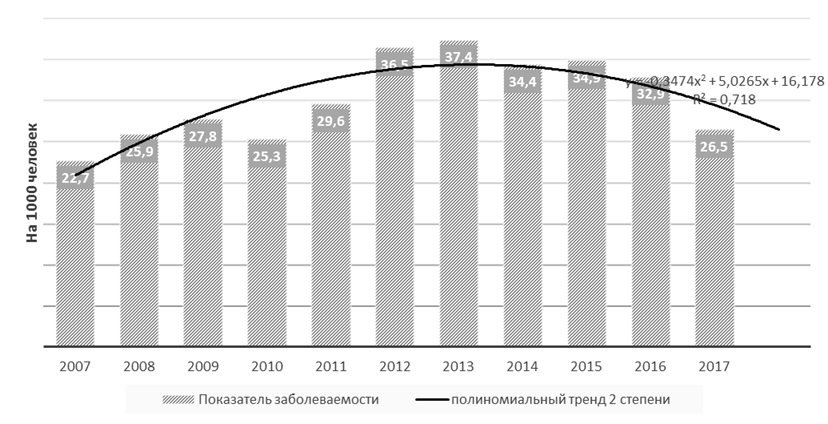 На 1000 человек
36,5
37,4
34,4
34,9
32,9
y = -0,3474x² + 5,0265x + 16,178
R² = 0,718
22,7
25,9
27,8
25,3
29,6
26,5
2007 2008 2009 2010 2011 2012 2013 2014 2015 2016 2017
Показатель заболеваемости
полиномиальный тренд 2 степени